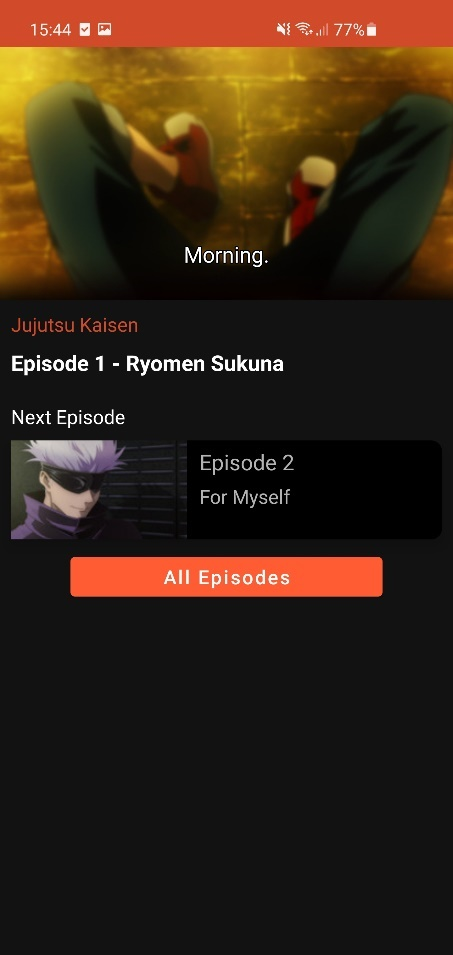 15:44
77%
Morning.
Jujutsu Kaisen
Episode 1 - Ryomen Sukuna
Next Episode
Episode 2
For Myself
All Episodes